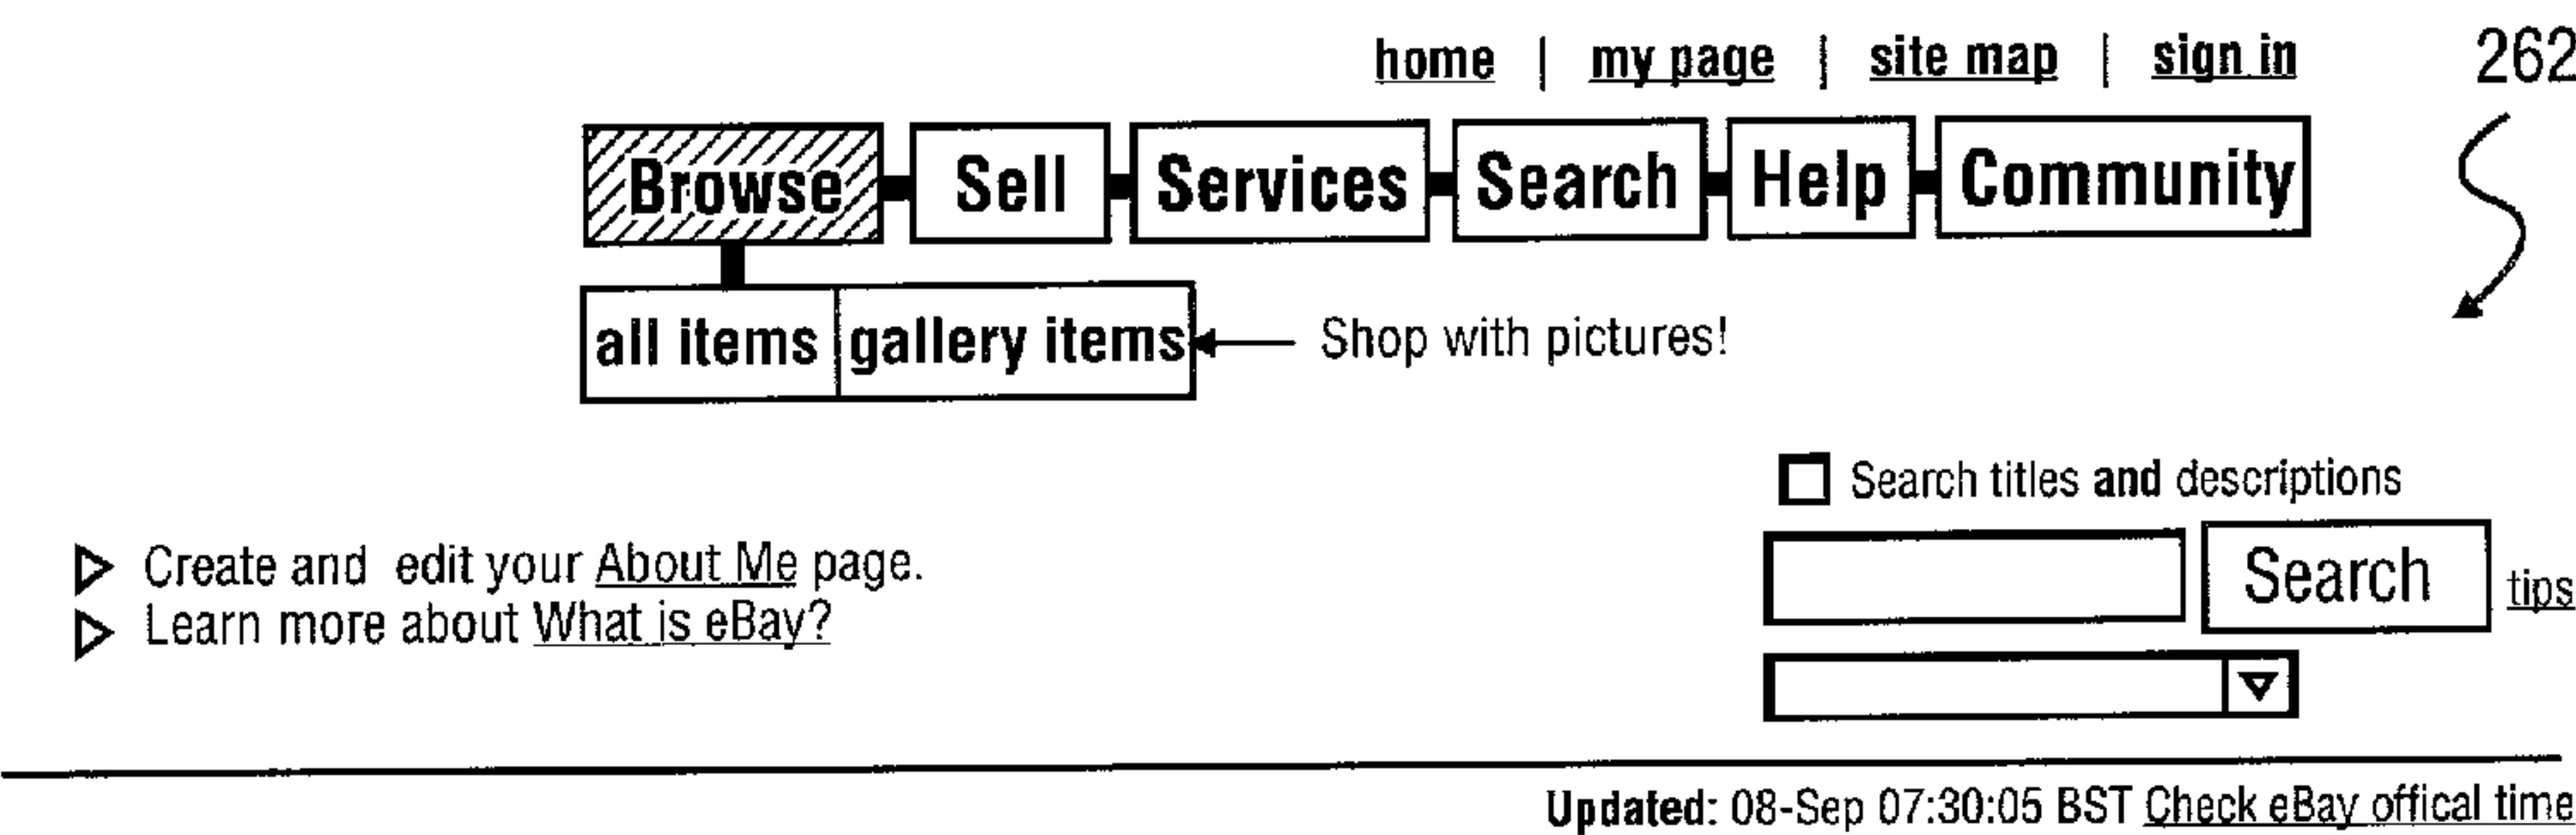 home | my page | site map | sign in 262
Browse Sell Services Search Help Community
all items gallery items Shop with pictures!
Search titles and descriptions
Create and edit your About Me page.
Search tips
Learn more about What is eBay?
Updated: 08-Sep 07:30:05 BST Check eBay offical time